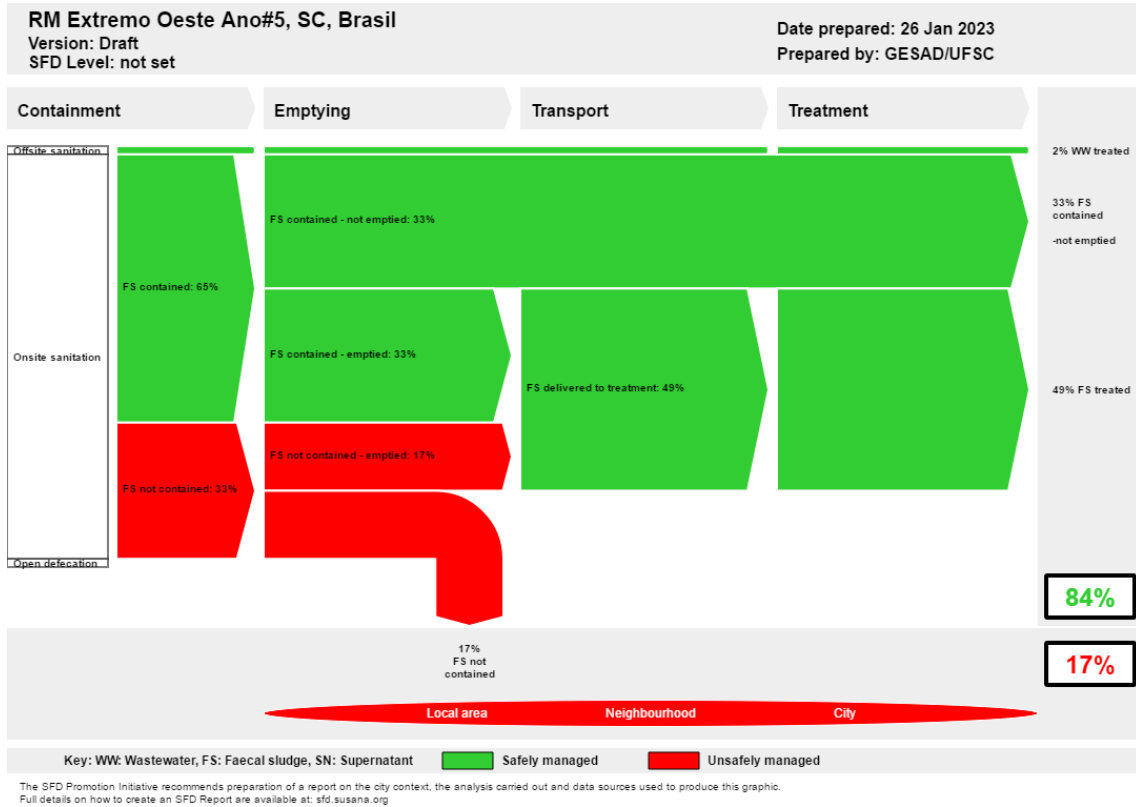 RM Extremo Oeste Ano#5, SC, Brasil
Version: Draft
SFD Level: not set
Date prepared: 26 Jan 2023
Prepared by: GESAD/UFSC
Containment
Emptying
Transport
Treatment
Offsite sanitation
2% WW treated
FS contained - not emptied: 33%
33% FS
contained
-not emptied
FS contained: 65%
Onsite sanitation
FS contained - emptied: 33%
FS delivered to treatment: 49%
49% FS treated
FS not contained - emptied: 17%
FS not contained: 33%
Open defecation
84%
17%
FS not
contained
17%
Local area
Neighbourhood
City
Key: WW: Wastewater, FS: Faecal sludge, SN: Supernatant
Safely managed
Unsafely managed
The SFD Promotion Initiative recommends preparation of a report on the city context, the analysis carried out and data sources used to produce this graphic.
Full details on how to create an SFD Report are available at: sfd.susana.org